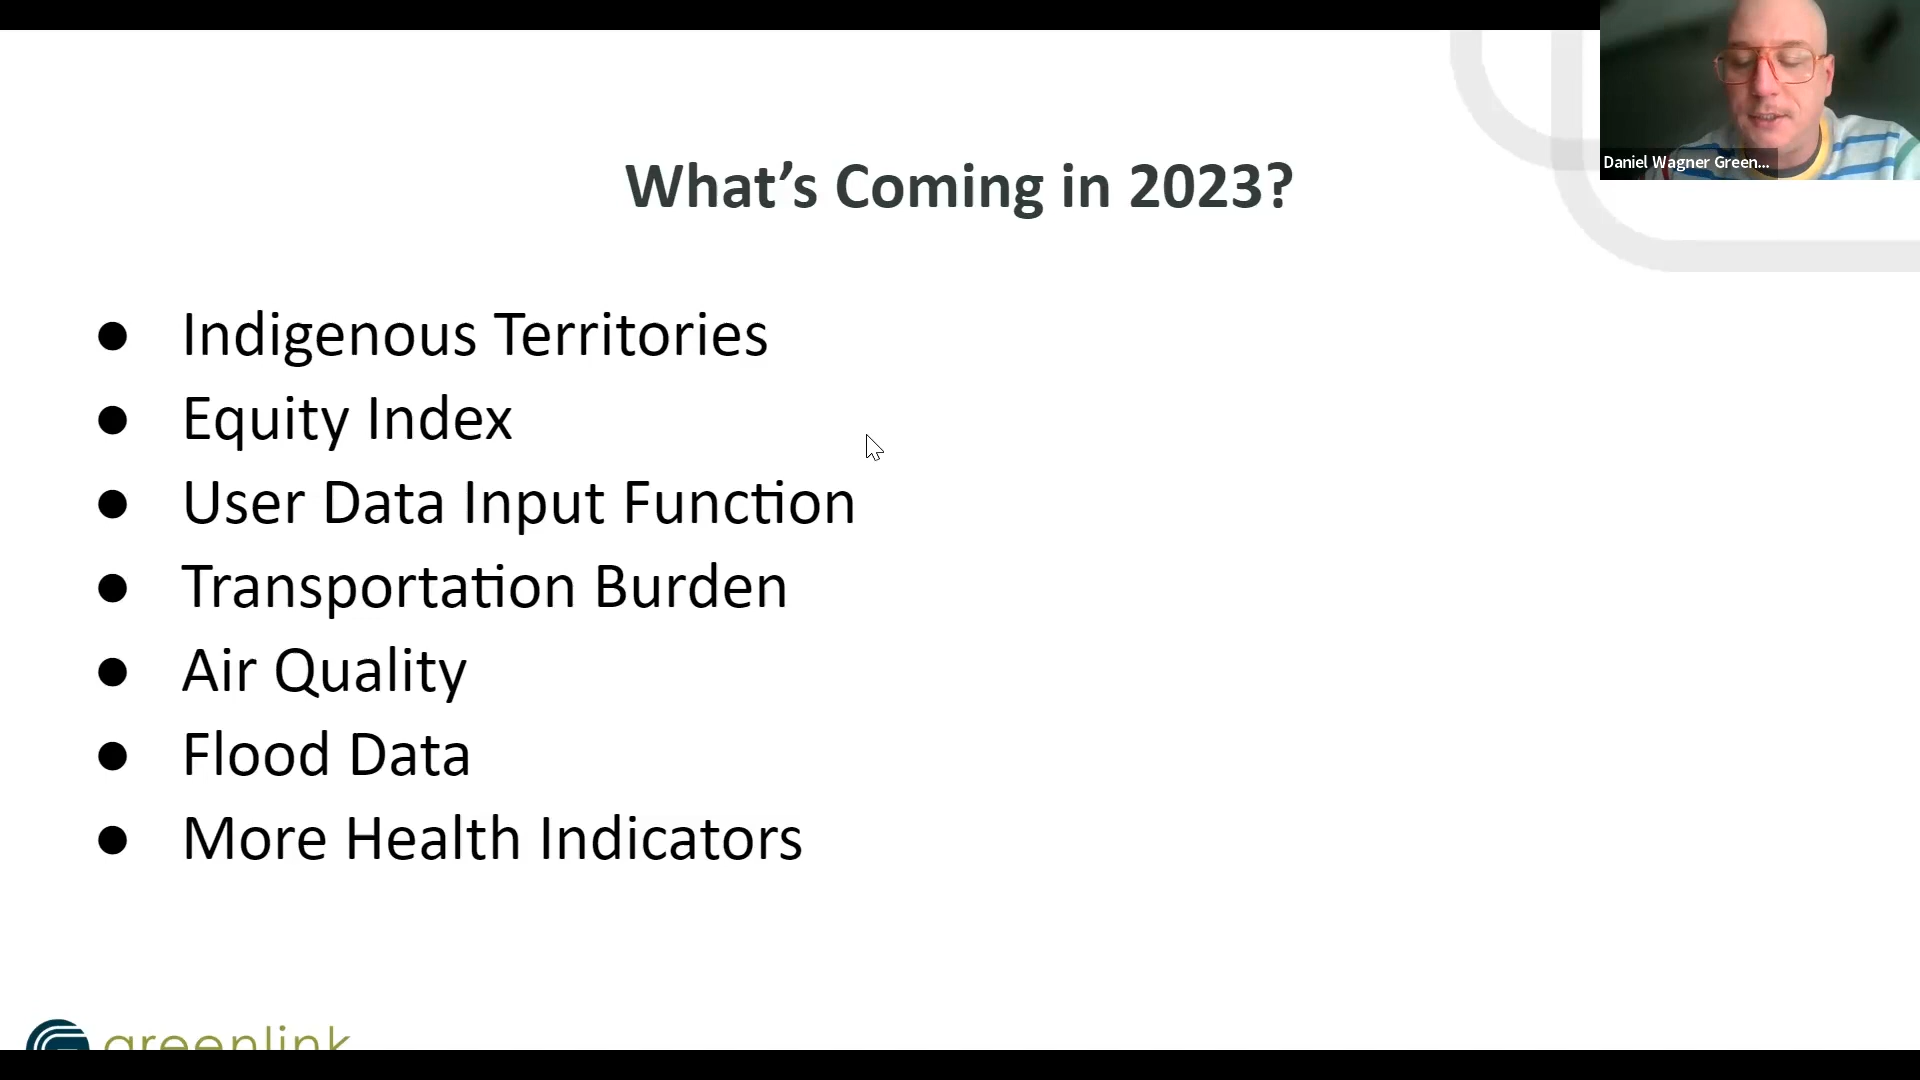 What’s Coming in 2023?
Daniel Wagner Green...
● Indigenous Territories
● Equity Index
● User Data Input Function
● Transportation Burden
● Air Quality
● Flood Data
● More Health Indicators
greenlink